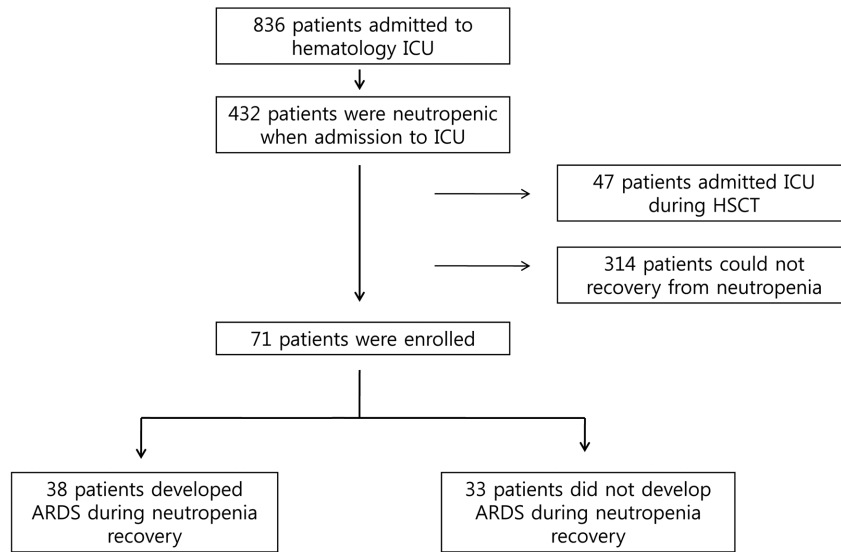 836 patients admitted to
hematology ICU
432 patients were neutropenic
when admission to ICU
47 patients admitted ICU
during HSCT
314 patients could not
recovery from neutropenia
71 patients were enrolled
38 patients developed
ARDS during neutropenia
recovery
33 patients did not develop
ARDS during neutropenia
recovery